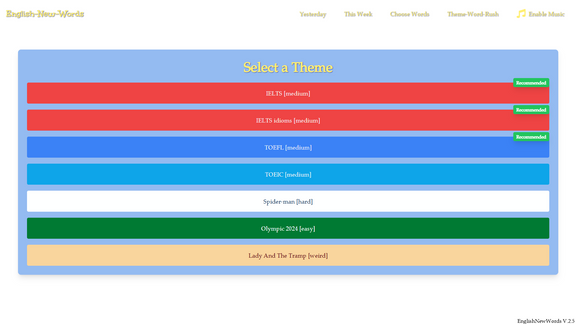 English-New-Words
Yesterday
This Week
Choose Words
Theme-Word-Rush
🎵 Enable Music
Select a Theme
Recommended
IELTS [medium]
Recommended
IELTS idioms [medium]
Recommended
TOEFL [medium]
TOEIC [medium]
Spider-man [hard]
Olympic 2024 [easy]
Lady And The Tramp [weird]
EnglishNewWords V 2.5